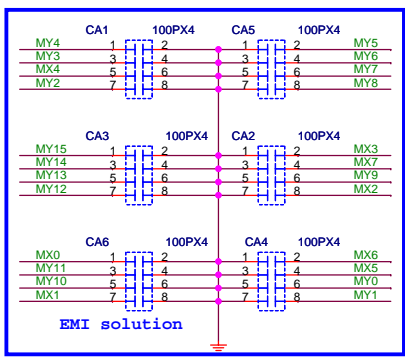 CA1 100PX4 CA5 100PX4
MY4 1 2 1 2 MY5
MY3 3 4 3 4 MY6
MX4 5 6 5 6 MY7
MY2 7 8 7 8 MY8
CA3 100PX4 CA2 100PX4
MY15 1 2 1 2 MX3
MY14 3 4 3 4 MX7
MY13 5 6 5 6 MY9
MY12 7 8 7 8 MX2
CA6 100PX4 CA4 100PX4
MX0 1 2 1 2 MX6
MY11 3 4 3 4 MX5
MY10 5 6 5 6 MY0
MX1 7 8 7 8 MY1
EMI solution